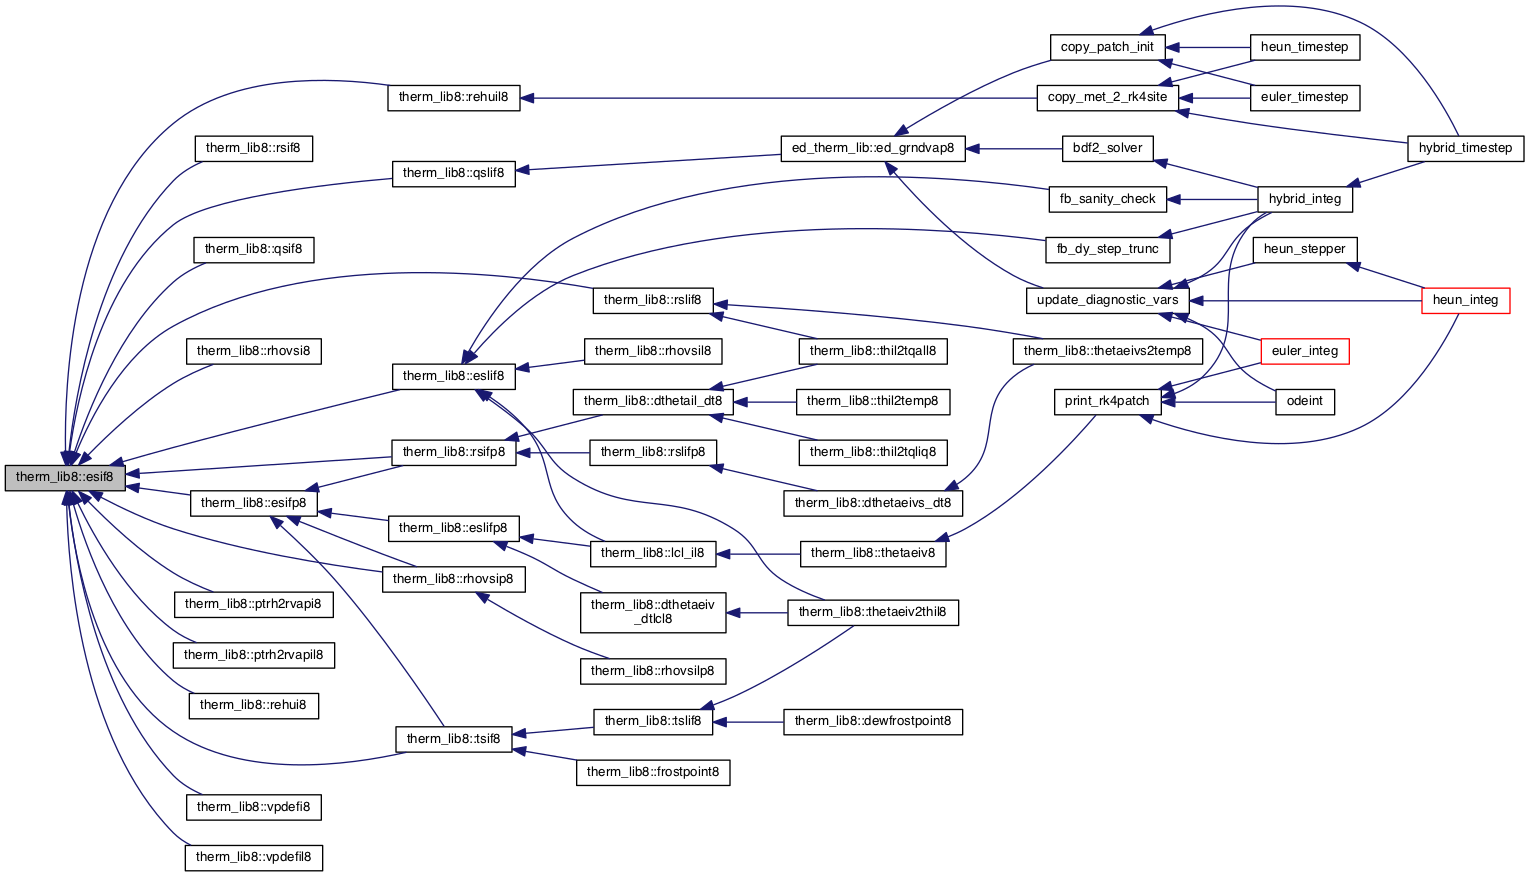 copy_patch_init
heun_timestep
therm_lib8::rehuil8
copy_met_2_rk4site
euler_timestep
therm_lib8::rsif8
ed_therm_lib::ed_grndvap8
bdf2_solver
hybrid_timestep
therm_lib8::qslif8
fb_sanity_check
hybrid_integ
therm_lib8::qsif8
fb_dy_step_trunc
heun_stepper
therm_lib8::rslif8
update_diagnostic_vars
heun_integ
therm_lib8::rhovsi8
therm_lib8::rhovsil8
therm_lib8::thil2tqall8
therm_lib8::thetaeivs2temp8
euler_integ
therm_lib8::eslif8
therm_lib8::dthetail_dt8
therm_lib8::thil2temp8
print_rk4patch
odeint
therm_lib8::rsifp8
therm_lib8::rslifp8
therm_lib8::thil2tqliq8
therm_lib8::esif8
therm_lib8::esifp8
therm_lib8::dthetaeivs_dt8
therm_lib8::eslifp8
therm_lib8::lcl_il8
therm_lib8::thetaeiv8
therm_lib8::rhovsip8
therm_lib8::ptrh2rvapi8
therm_lib8::dthetaeiv
_dtlcl8
therm_lib8::thetaeiv2thil8
therm_lib8::ptrh2rvapil8
therm_lib8::rhovsilp8
therm_lib8::rehui8
therm_lib8::tslif8
therm_lib8::dewfrostpoint8
therm_lib8::tsif8
therm_lib8::frostpoint8
therm_lib8::vpdefi8
therm_lib8::vpdefil8